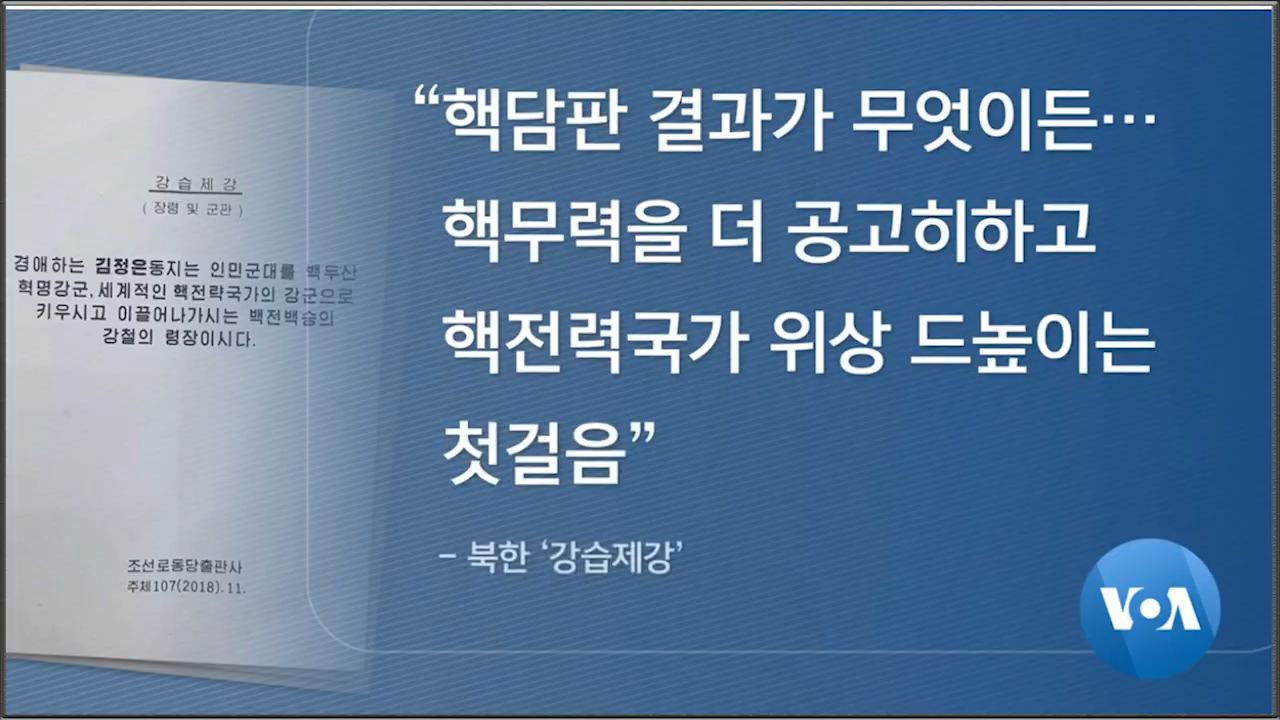 강 습 제 강
( 장령 및 군관 )
경애하는 김정은동지는 인민군대를 백두산
혁명강군, 세계적인 핵전략국가의 강군으로
키우시고 이끌어나가시는 백전백승의
강철의 령장이시다.
조선로동당출판사
주체107(2018). 11.
“핵담판 결과가 무엇이든…
핵무력을 더 공고히하고
핵전력국가 위상 드높이는
첫걸음”
– 북한 ‘강습제강’
VOA